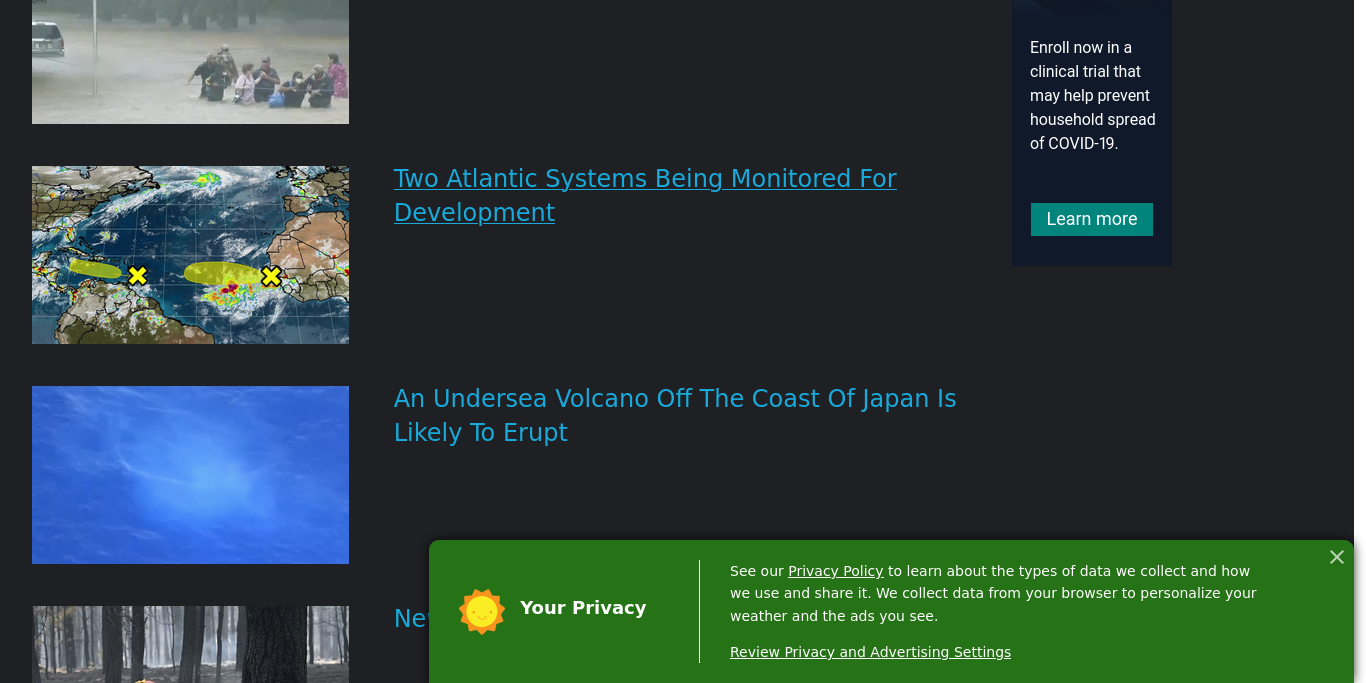 Enroll now in a
clinical trial that
may help prevent
household spread
of COVID-19.
Learn more
Two Atlantic Systems Being Monitored For
Development
An Undersea Volcano Off The Coast Of Japan Is
Likely To Erupt
See our Privacy Policy to learn about the types of data we collect and how
we use and share it. We collect data from your browser to personalize your
weather and the ads you see.
Your Privacy
Review Privacy and Advertising Settings